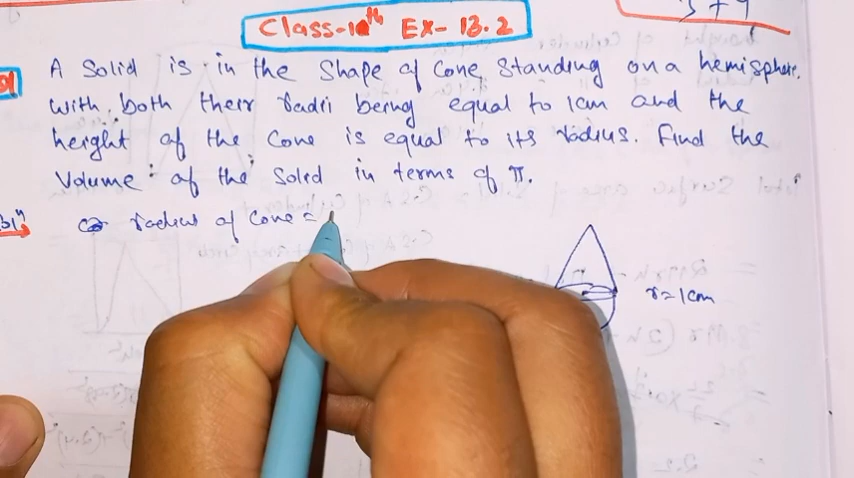 Class-10th Ex-13.2
A Solid is in the Shape of Cone Standing on a hemisphere.
with both their radii being equal to 1cm and the
height of the Cone is equal to its radius. Find the
Volume of the Solid in terms of π.
Soln radius of Cone =
r=1cm